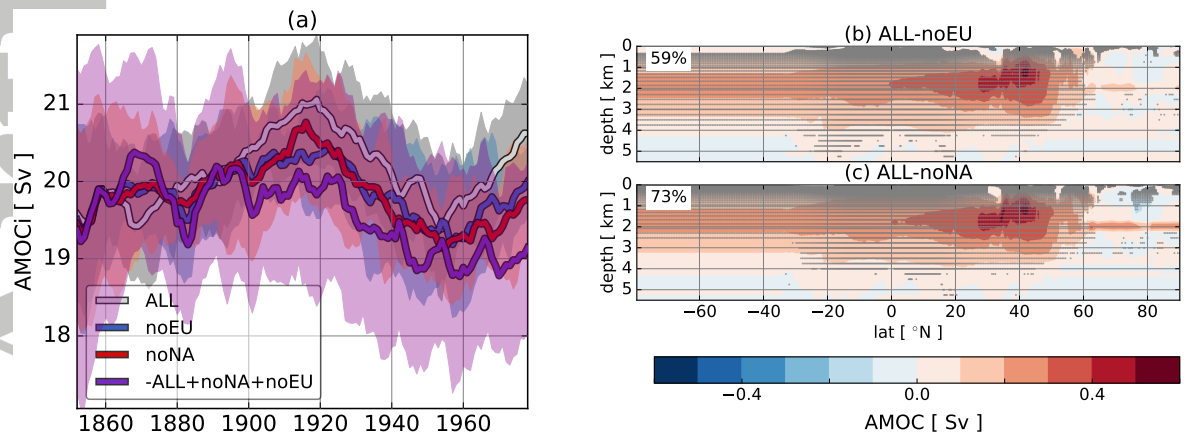 (a)
AMOCi [ Sv ]
21
20
19
18
ALL
noEU
noNA
-ALL+noNA+noEU
1860 1880 1900 1920 1940 1960
(b) ALL-noEU
59%
depth [ km ]
0
1
2
3
4
5
(c) ALL-noNA
73%
depth [ km ]
0
1
2
3
4
5
−60 −40 −20 0 20 40 60 80
lat [ °N ]
−0.4 0.0 0.4
AMOC [ Sv ]